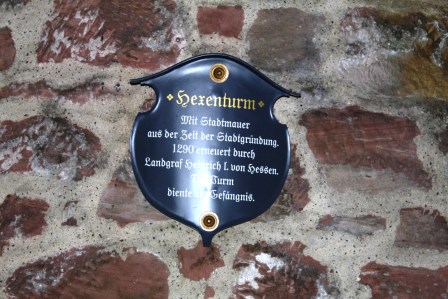 Hexenturm
Mit Stadtmauer
aus der Zeit der Stadtgründung.
1290 erneuert durch
Landgraf Heinrich I. von Hessen.
Turm
diente Gefängnis.